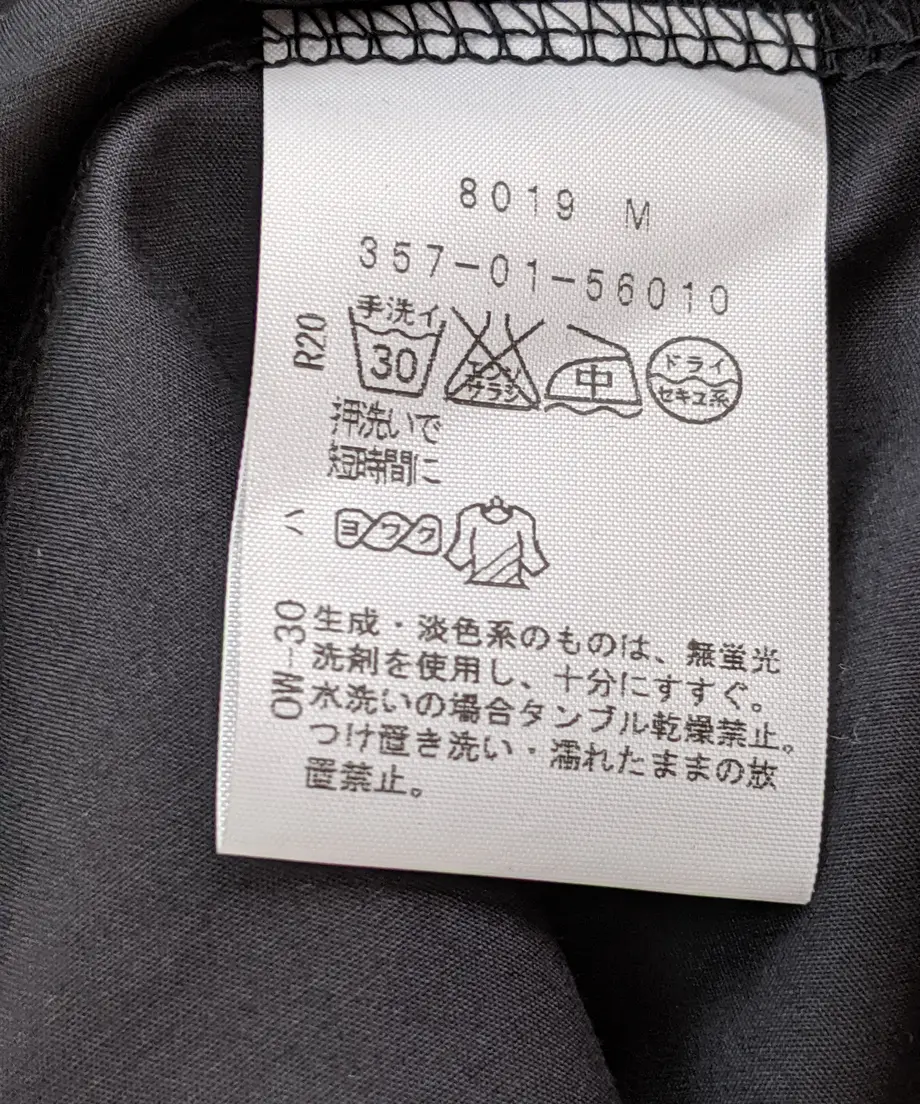 8019 M
357-01-56010
R20
手洗イ
30
エンソ
サラシ
中
ドライ
セキユ系
押洗いで
短時間に
ハ
ヨワク
OW-30
生成・淡色系のものは、無蛍光
洗剤を使用し、十分にすすぐ。
水洗いの場合タンブル乾燥禁止。
つけ置き洗い・濡れたままの放
置禁止。